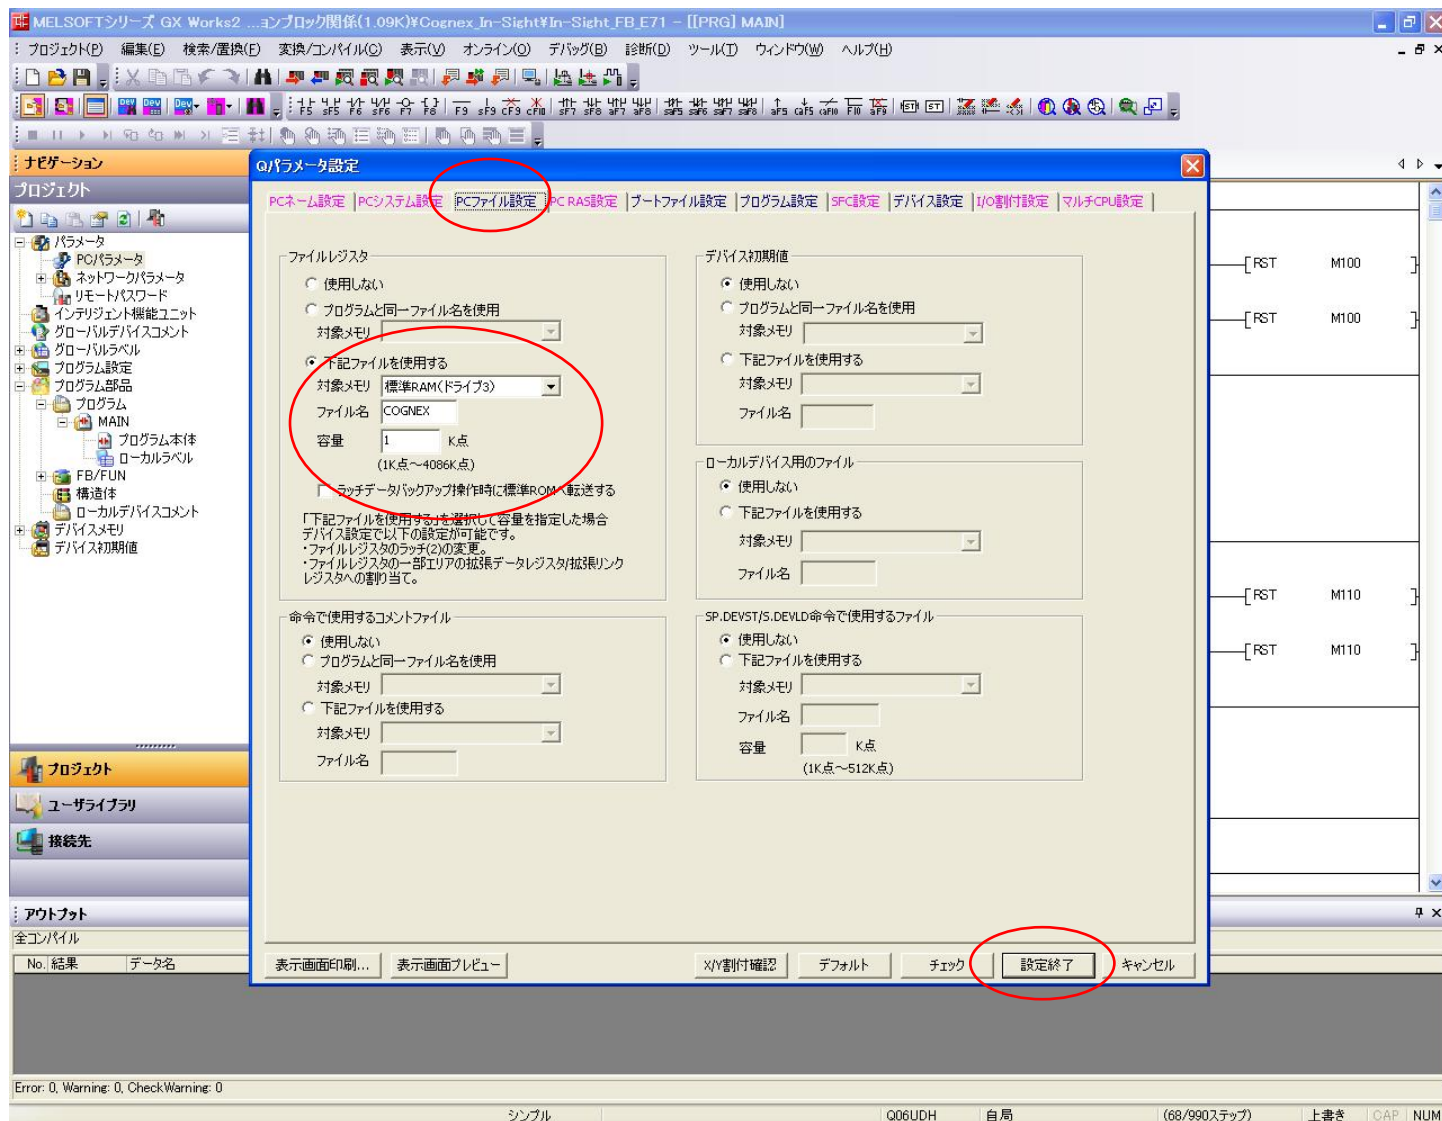 MELSOFTシリーズ GX Works2 ...ョンブロック関係(1.09K)¥Cognex_In-Sight¥In-Sight_FB_E71 - [[PRG] MAIN]
プロジェクト(P) 編集(E) 検索/置換(F) 変換/コンパイル(C) 表示(V) オンライン(O) デバッグ(B) 診断(D) ツール(T) ウィンドウ(W) ヘルプ(H)
F5 sF5 F6 sF6 F7 F8 F9 sF9 cF9 cF10 sF7 sF8 aF7 aF8 saF5 saF6 saF7 saF8 aF5 caF5 caF10 F10 aF9
ナビゲーション
プロジェクト
パラメータ
PCパラメータ
ネットワークパラメータ
リモートパスワード
インテリジェント機能ユニット
グローバルデバイスコメント
グローバルラベル
プログラム設定
プログラム部品
プログラム
MAIN
プログラム本体
ローカルラベル
FB/FUN
構造体
ローカルデバイスコメント
デバイスメモリ
デバイス初期値
プロジェクト
ユーザライブラリ
接続先
Qパラメータ設定
PCネーム設定 PCシステム設定 PCファイル設定 PC RAS設定 ブートファイル設定 プログラム設定 SFC設定 デバイス設定 I/O割付設定 マルチCPU設定
ファイルレジスタ
使用しない
プログラムと同一ファイル名を使用
対象メモリ
下記ファイルを使用する
対象メモリ 標準RAM(ドライブ3)
ファイル名 COGNEX
容量 1 K点
(1K点～4086K点)
ラッチデータバックアップ操作時に標準ROMへ転送する
「下記ファイルを使用する」を選択して容量を指定した場合
デバイス設定で以下の設定が可能です。
・ファイルレジスタのラッチ(2)の変更。
・ファイルレジスタの一部エリアの拡張データレジスタ/拡張リンク
レジスタへの割り当て。
命令で使用するコメントファイル
使用しない
プログラムと同一ファイル名を使用
対象メモリ
下記ファイルを使用する
対象メモリ
ファイル名
デバイス初期値
使用しない
プログラムと同一ファイル名を使用
対象メモリ
下記ファイルを使用する
対象メモリ
ファイル名
ローカルデバイス用のファイル
使用しない
下記ファイルを使用する
対象メモリ
ファイル名
SP.DEVST/S.DEVLD命令で使用するファイル
使用しない
下記ファイルを使用する
対象メモリ
ファイル名
容量 K点
(1K点～512K点)
表示画面印刷... 表示画面プレビュー X/Y割付確認 デフォルト チェック 設定終了 キャンセル
RST M100
RST M100
RST M110
RST M110
アウトプット
全コンパイル
No. 結果 データ名
Error: 0, Warning: 0, CheckWarning: 0
シンプル Q06UDH 自局 (68/990ステップ) 上書き CAP NUM